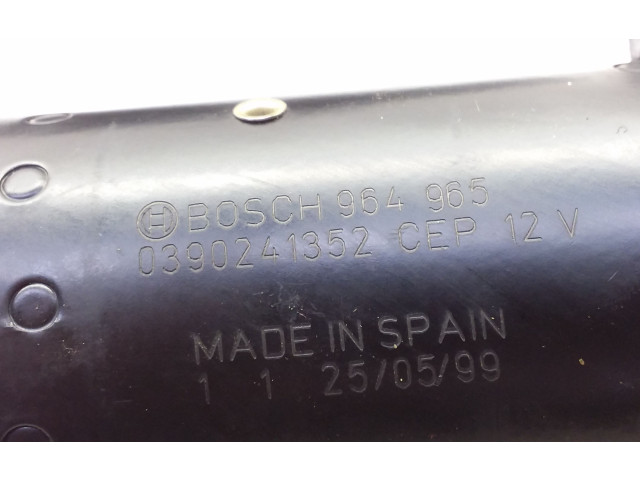 BOSCH 964 965
0390241352 CEP 12 V
MADE IN SPAIN
1 1 25/05/99